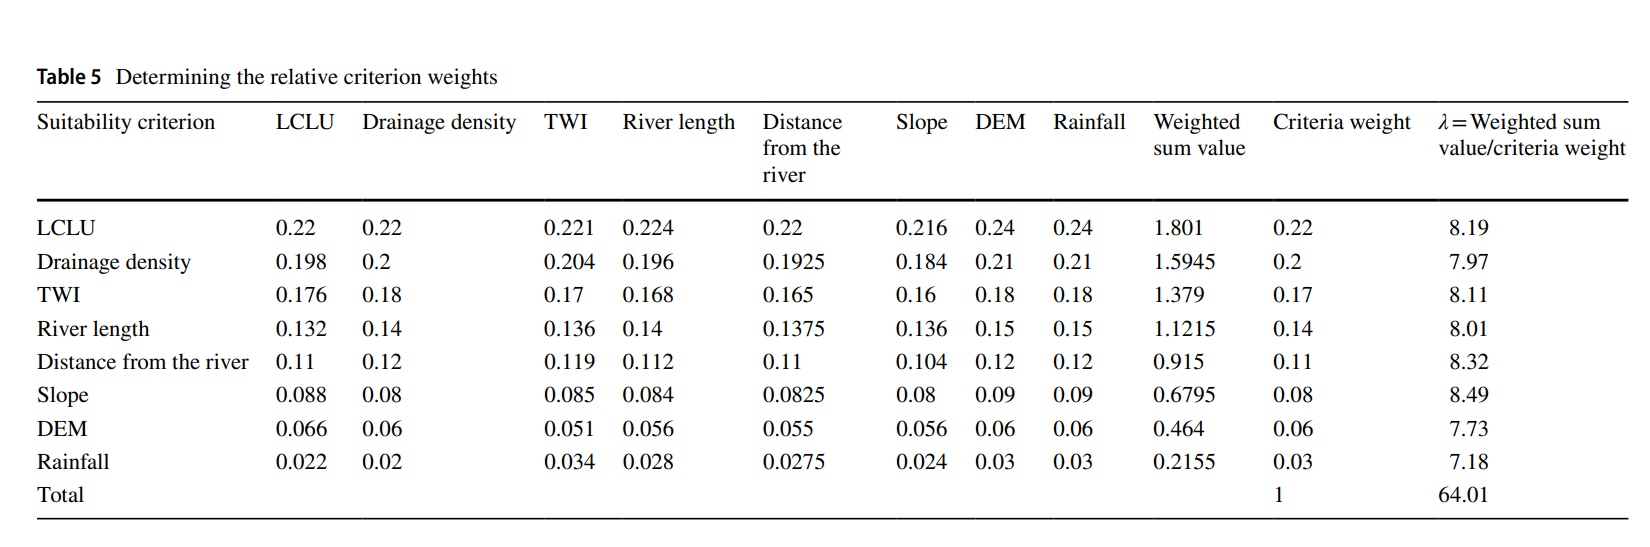 Table 5 Determining the relative criterion weights
Suitability criterion LCLU Drainage density TWI River length Distance from the river Slope DEM Rainfall Weighted sum value Criteria weight λ = Weighted sum value/criteria weight
LCLU 0.22 0.22 0.221 0.224 0.22 0.216 0.24 0.24 1.801 0.22 8.19
Drainage density 0.198 0.2 0.204 0.196 0.1925 0.184 0.21 0.21 1.5945 0.2 7.97
TWI 0.176 0.18 0.17 0.168 0.165 0.16 0.18 0.18 1.379 0.17 8.11
River length 0.132 0.14 0.136 0.14 0.1375 0.136 0.15 0.15 1.1215 0.14 8.01
Distance from the river 0.11 0.12 0.119 0.112 0.11 0.104 0.12 0.12 0.915 0.11 8.32
Slope 0.088 0.08 0.085 0.084 0.0825 0.08 0.09 0.09 0.6795 0.08 8.49
DEM 0.066 0.06 0.051 0.056 0.055 0.056 0.06 0.06 0.464 0.06 7.73
Rainfall 0.022 0.02 0.034 0.028 0.0275 0.024 0.03 0.03 0.2155 0.03 7.18
Total 1 64.01